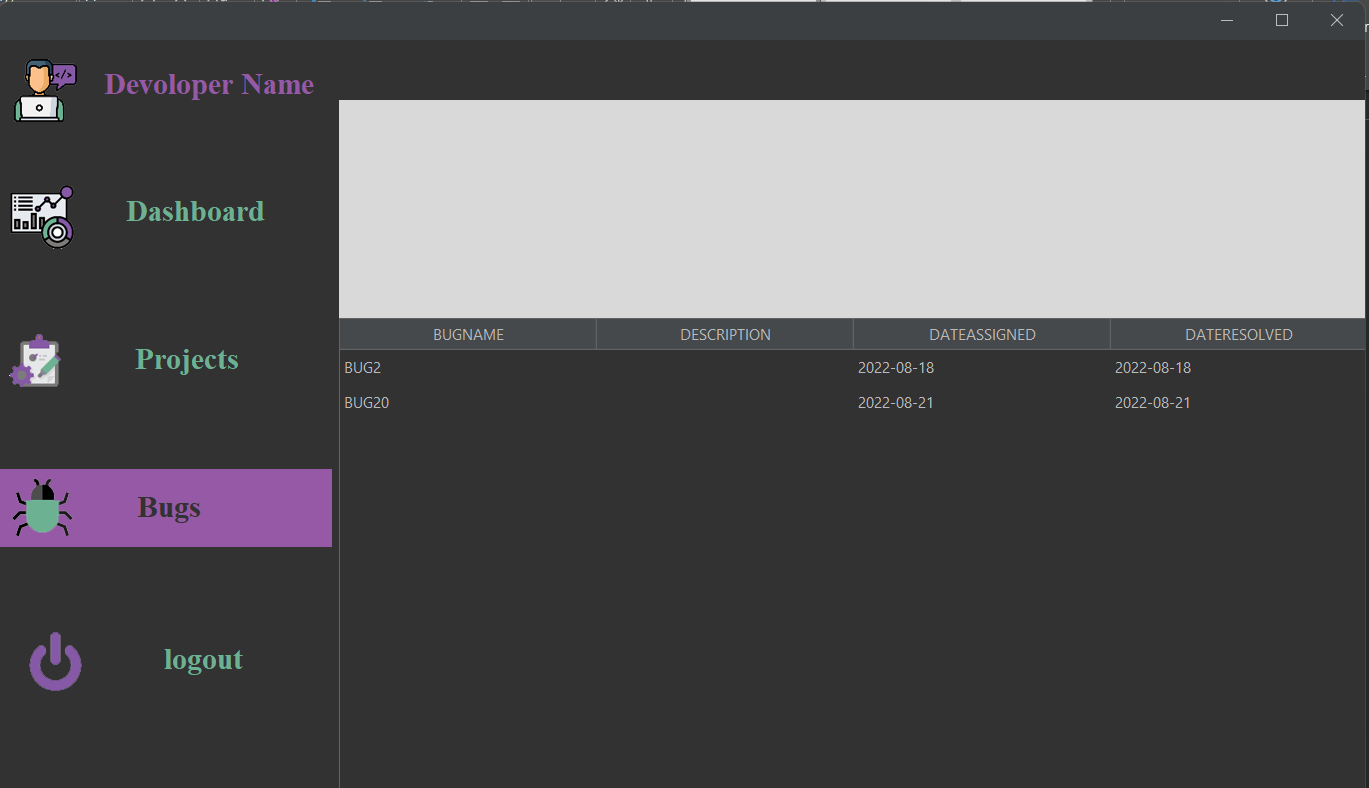 Devoloper Name
Dashboard
Projects
Bugs
logout
BUGNAME DESCRIPTION DATEASSIGNED DATERESOLVED
BUG2 2022-08-18 2022-08-18
BUG20 2022-08-21 2022-08-21